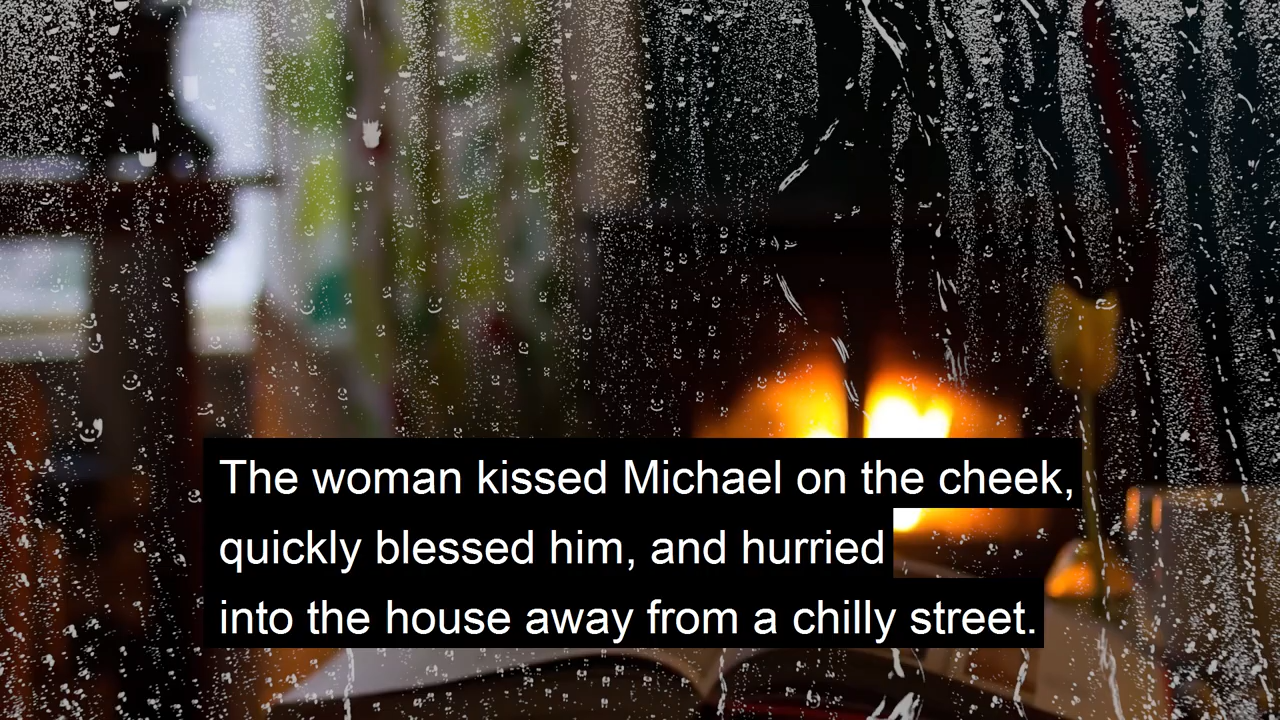 The woman kissed Michael on the cheek,
quickly blessed him, and hurried
into the house away from a chilly street.